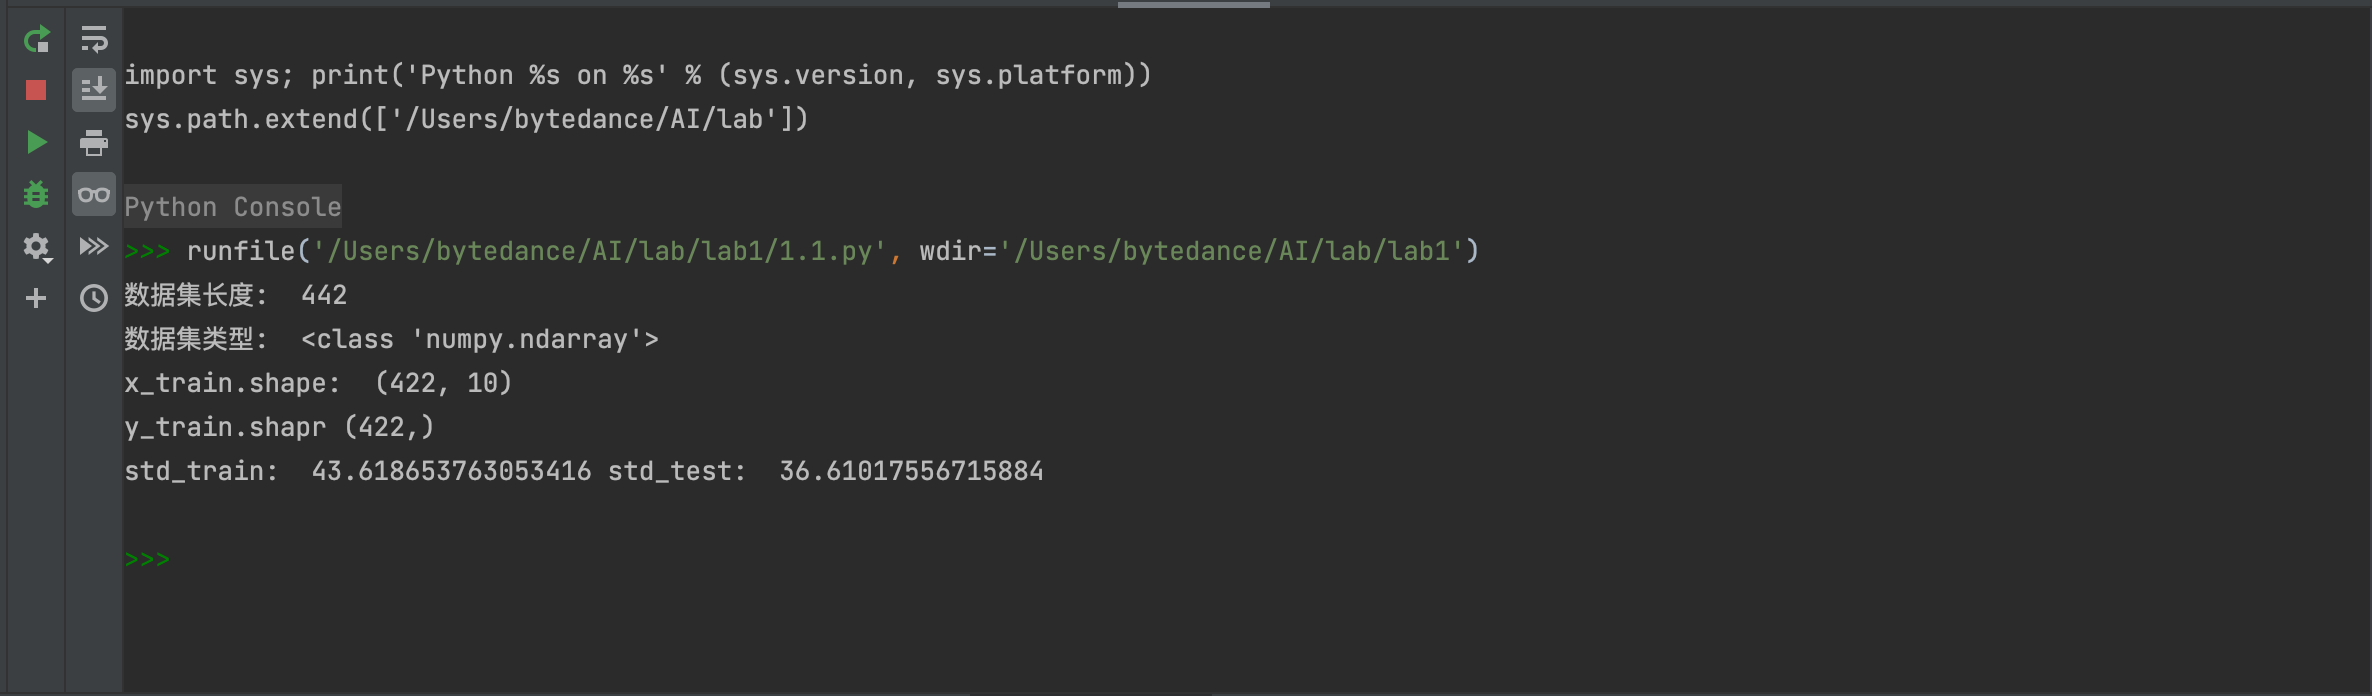 import sys; print('Python %s on %s' % (sys.version, sys.platform))
sys.path.extend(['/Users/bytedance/AI/lab'])
Python Console
>>> runfile('/Users/bytedance/AI/lab/lab1/1.1.py', wdir='/Users/bytedance/AI/lab/lab1')
数据集长度:  442
数据集类型:  <class 'numpy.ndarray'>
x_train.shape:  (422, 10)
y_train.shapr (422,)
std_train:  43.618653763053416 std_test:  36.61017556715884
>>>